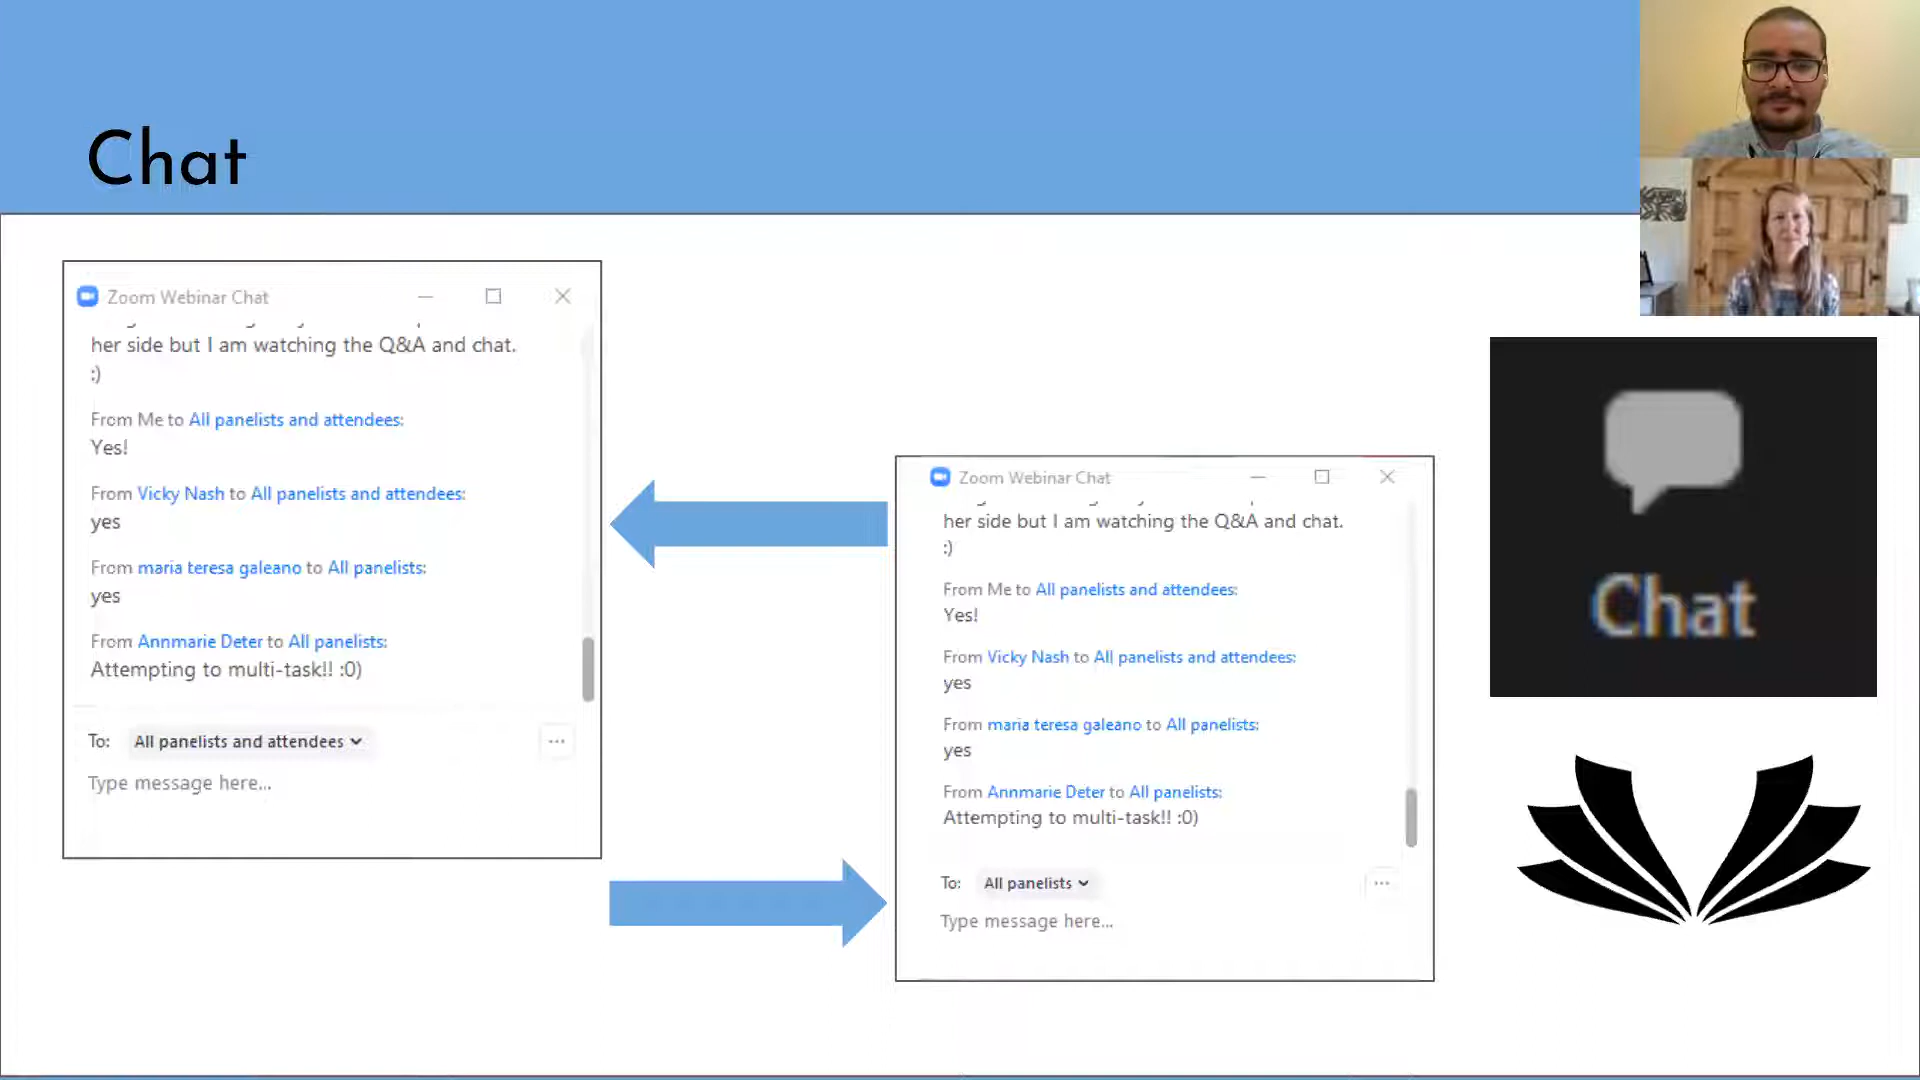 Chat
Zoom Webinar Chat
her side but I am watching the Q&A and chat.
:)
From Me to All panelists and attendees:
Yes!
From Vicky Nash to All panelists and attendees:
yes
From maria teresa galeano to All panelists:
yes
From Annmarie Deter to All panelists:
Attempting to multi-task!! :0)
To: All panelists and attendees
Type message here...
Zoom Webinar Chat
her side but I am watching the Q&A and chat.
:)
From Me to All panelists and attendees:
Yes!
From Vicky Nash to All panelists and attendees:
yes
From maria teresa galeano to All panelists:
yes
From Annmarie Deter to All panelists:
Attempting to multi-task!! :0)
To: All panelists
Type message here...
Chat